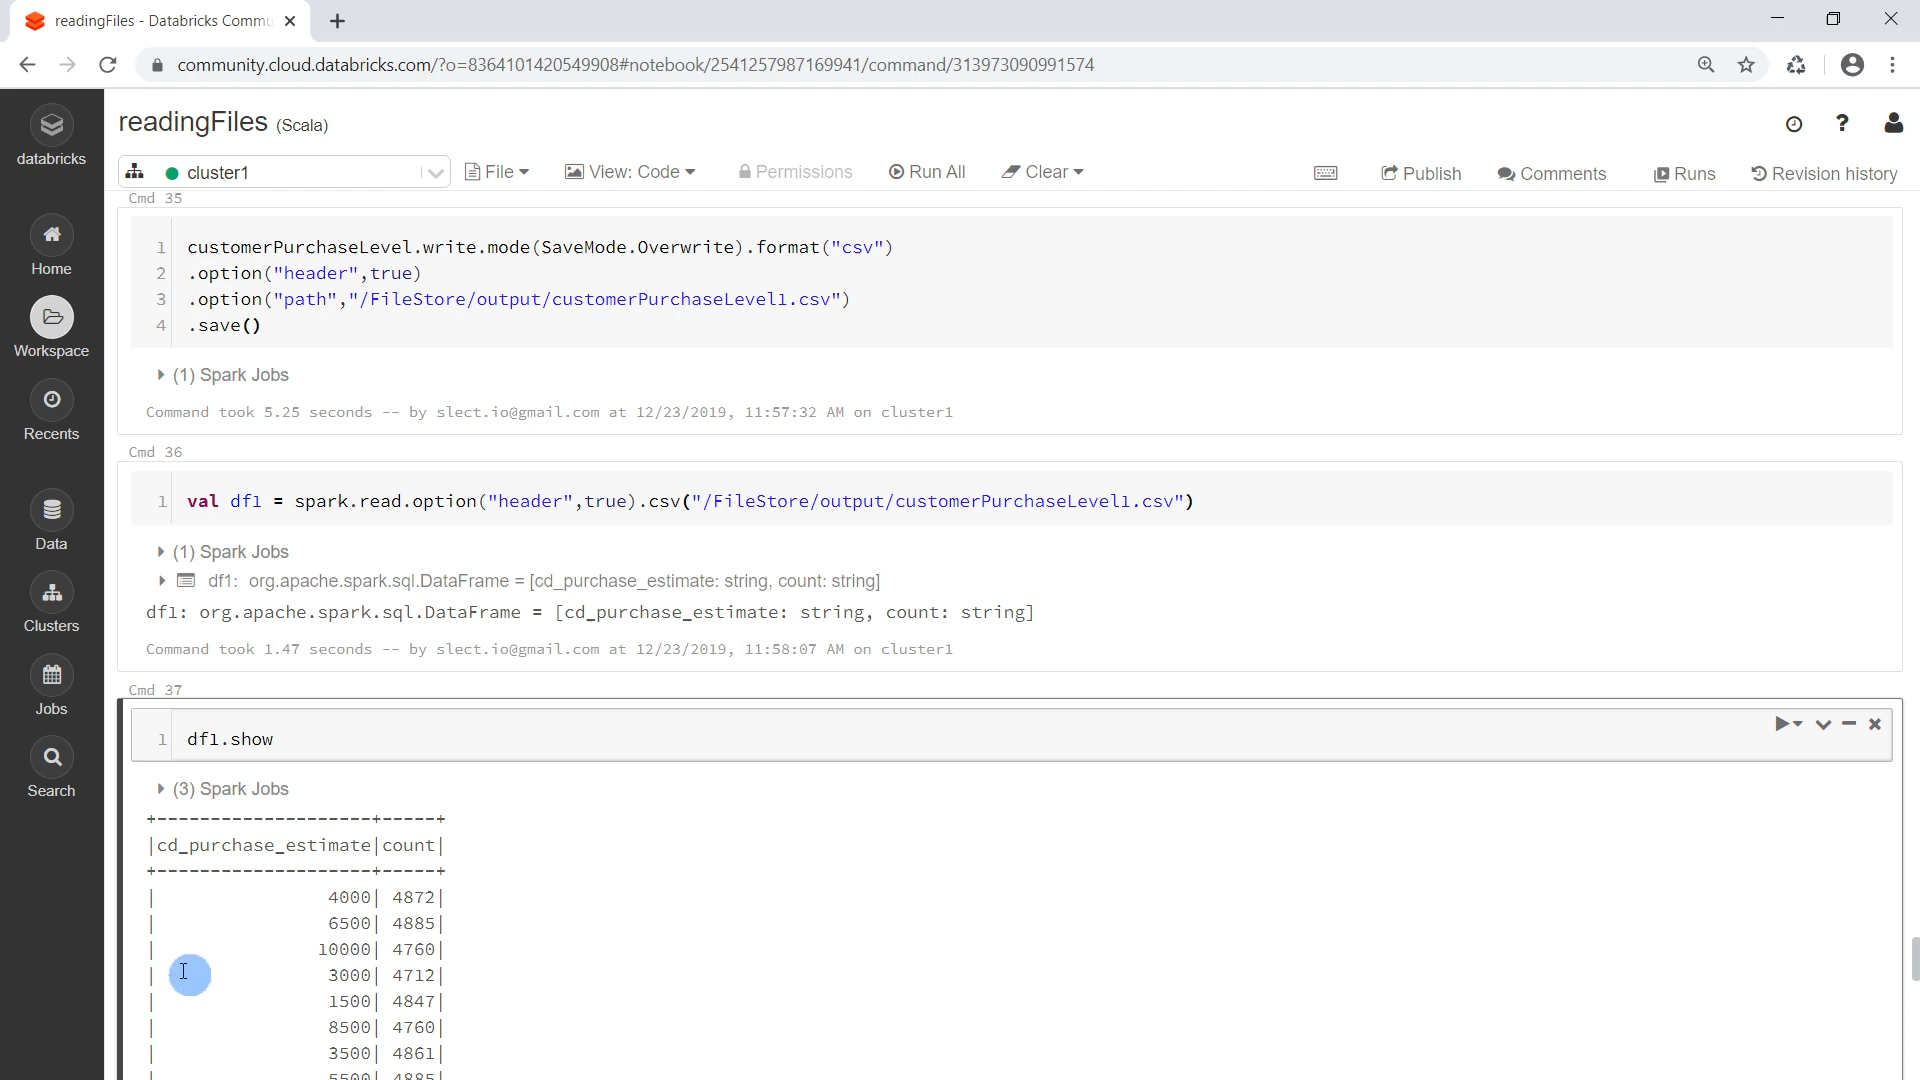 readingFiles - Databricks Commu
community.cloud.databricks.com/?o=8364101420549908#notebook/2541257987169941/command/313973090991574
databricks
Home
Workspace
Recents
Data
Clusters
Jobs
Search
readingFiles (Scala)
cluster1 File View: Code Permissions Run All Clear Publish Comments Runs Revision history
Cmd 35
1 customerPurchaseLevel.write.mode(SaveMode.Overwrite).format("csv")
2 .option("header",true)
3 .option("path","/FileStore/output/customerPurchaseLevel1.csv")
4 .save()
(1) Spark Jobs
Command took 5.25 seconds -- by slect.io@gmail.com at 12/23/2019, 11:57:32 AM on cluster1
Cmd 36
1 val df1 = spark.read.option("header",true).csv("/FileStore/output/customerPurchaseLevel1.csv")
(1) Spark Jobs
df1: org.apache.spark.sql.DataFrame = [cd_purchase_estimate: string, count: string]
df1: org.apache.spark.sql.DataFrame = [cd_purchase_estimate: string, count: string]
Command took 1.47 seconds -- by slect.io@gmail.com at 12/23/2019, 11:58:07 AM on cluster1
Cmd 37
1 df1.show
(3) Spark Jobs
+--------------------+-----+
|cd_purchase_estimate|count|
+--------------------+-----+
| 4000| 4872|
| 6500| 4885|
| 10000| 4760|
| 3000| 4712|
| 1500| 4847|
| 8500| 4760|
| 3500| 4861|
| 5500| 4885|